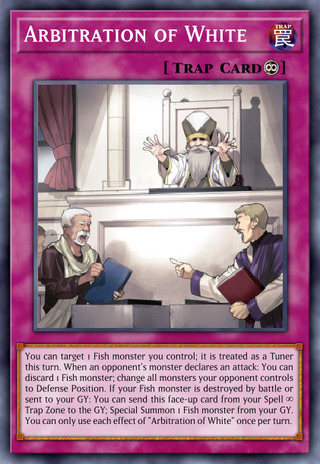 ARBITRATION OF WHITE
TRAP
罠
[TRAP CARD∞]
You can target 1 Fish monster you control; it is treated as a Tuner
this turn. When an opponent's monster declares an attack: You can
discard 1 Fish monster; change all monsters your opponent controls
to Defense Position. If your Fish monster is destroyed by battle or
sent to your GY: You can send this face-up card from your Spell ∞
Trap Zone to the GY; Special Summon 1 Fish monster from your GY.
You can only use each effect of "Arbitration of White" once per turn.